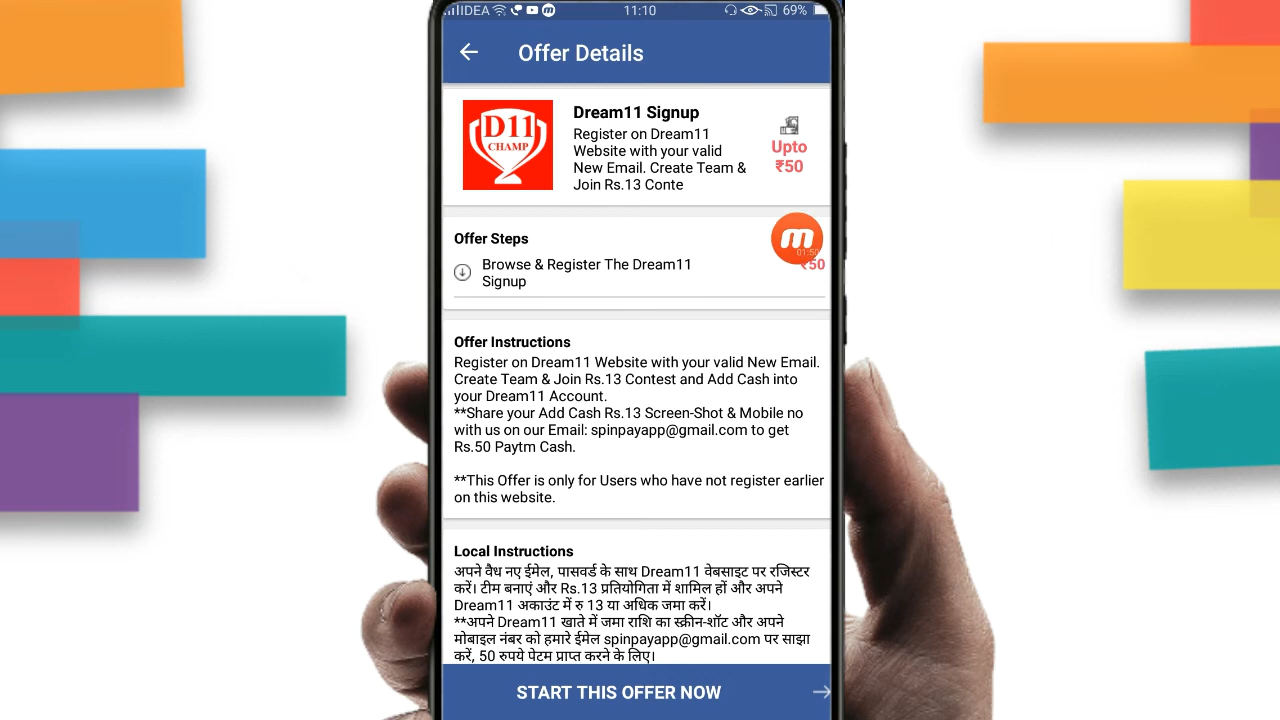 IDEA 11:10 69%
Offer Details
D11
CHAMP
Dream11 Signup
Register on Dream11
Website with your valid
New Email. Create Team &
Join Rs.13 Conte
Upto
₹50
Offer Steps
Browse & Register The Dream11
Signup
m
01:50
₹50
Offer Instructions
Register on Dream11 Website with your valid New Email.
Create Team & Join Rs.13 Contest and Add Cash into
your Dream11 Account.
**Share your Add Cash Rs.13 Screen-Shot & Mobile no
with us on our Email: spinpayapp@gmail.com to get
Rs.50 Paytm Cash.
**This Offer is only for Users who have not register earlier
on this website.
Local Instructions
अपने वैध नए ईमेल, पासवर्ड के साथ Dream11 वेबसाइट पर रजिस्टर
करें। टीम बनाएं और Rs.13 प्रतियोगिता में शामिल हों और अपने
Dream11 अकाउंट में रु 13 या अधिक जमा करें।
**अपने Dream11 खाते में जमा राशि का स्क्रीन-शॉट और अपने
मोबाइल नंबर को हमारे ईमेल spinpayapp@gmail.com पर साझा
करें, 50 रुपये पेटम प्राप्त करने के लिए।
START THIS OFFER NOW